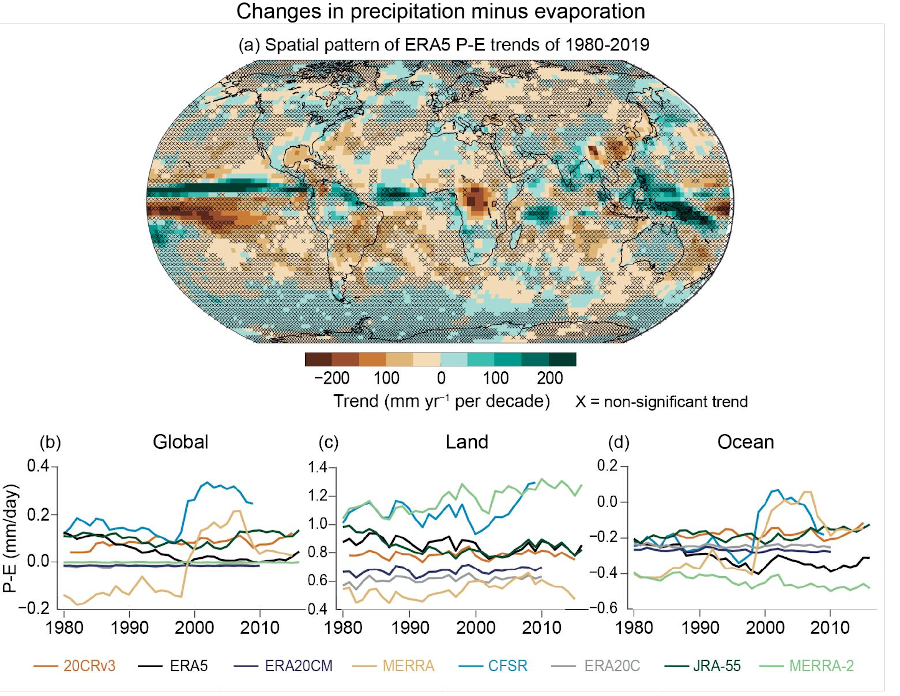 Changes in precipitation minus evaporation
(a) Spatial pattern of ERA5 P-E trends of 1980-2019
−200 100 0 100 200
Trend (mm yr⁻¹ per decade) X = non-significant trend
(b) Global (c) Land (d) Ocean
P-E (mm/day)
0.4
0.2
0.0
−0.2
1.4
1.2
1.0
0.8
0.6
0.4
0.2
0.0
−0.2
−0.4
−0.6
1980 1990 2000 2010 1980 1990 2000 2010 1980 1990 2000 2010
20CRv3 ERA5 ERA20CM MERRA CFSR ERA20C JRA-55 MERRA-2